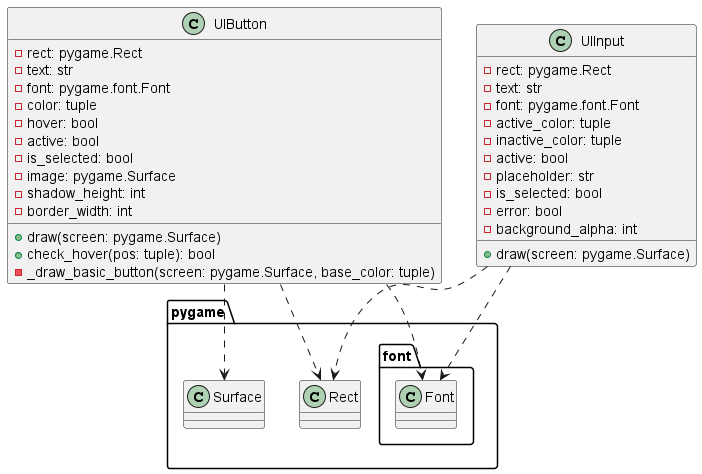 C UIButton
rect: pygame.Rect
text: str
font: pygame.font.Font
color: tuple
hover: bool
active: bool
is_selected: bool
image: pygame.Surface
shadow_height: int
border_width: int
draw(screen: pygame.Surface)
check_hover(pos: tuple): bool
_draw_basic_button(screen: pygame.Surface, base_color: tuple)
C UIInput
rect: pygame.Rect
text: str
font: pygame.font.Font
active_color: tuple
inactive_color: tuple
active: bool
placeholder: str
is_selected: bool
error: bool
background_alpha: int
draw(screen: pygame.Surface)
pygame
font
C Surface
C Rect
C Font